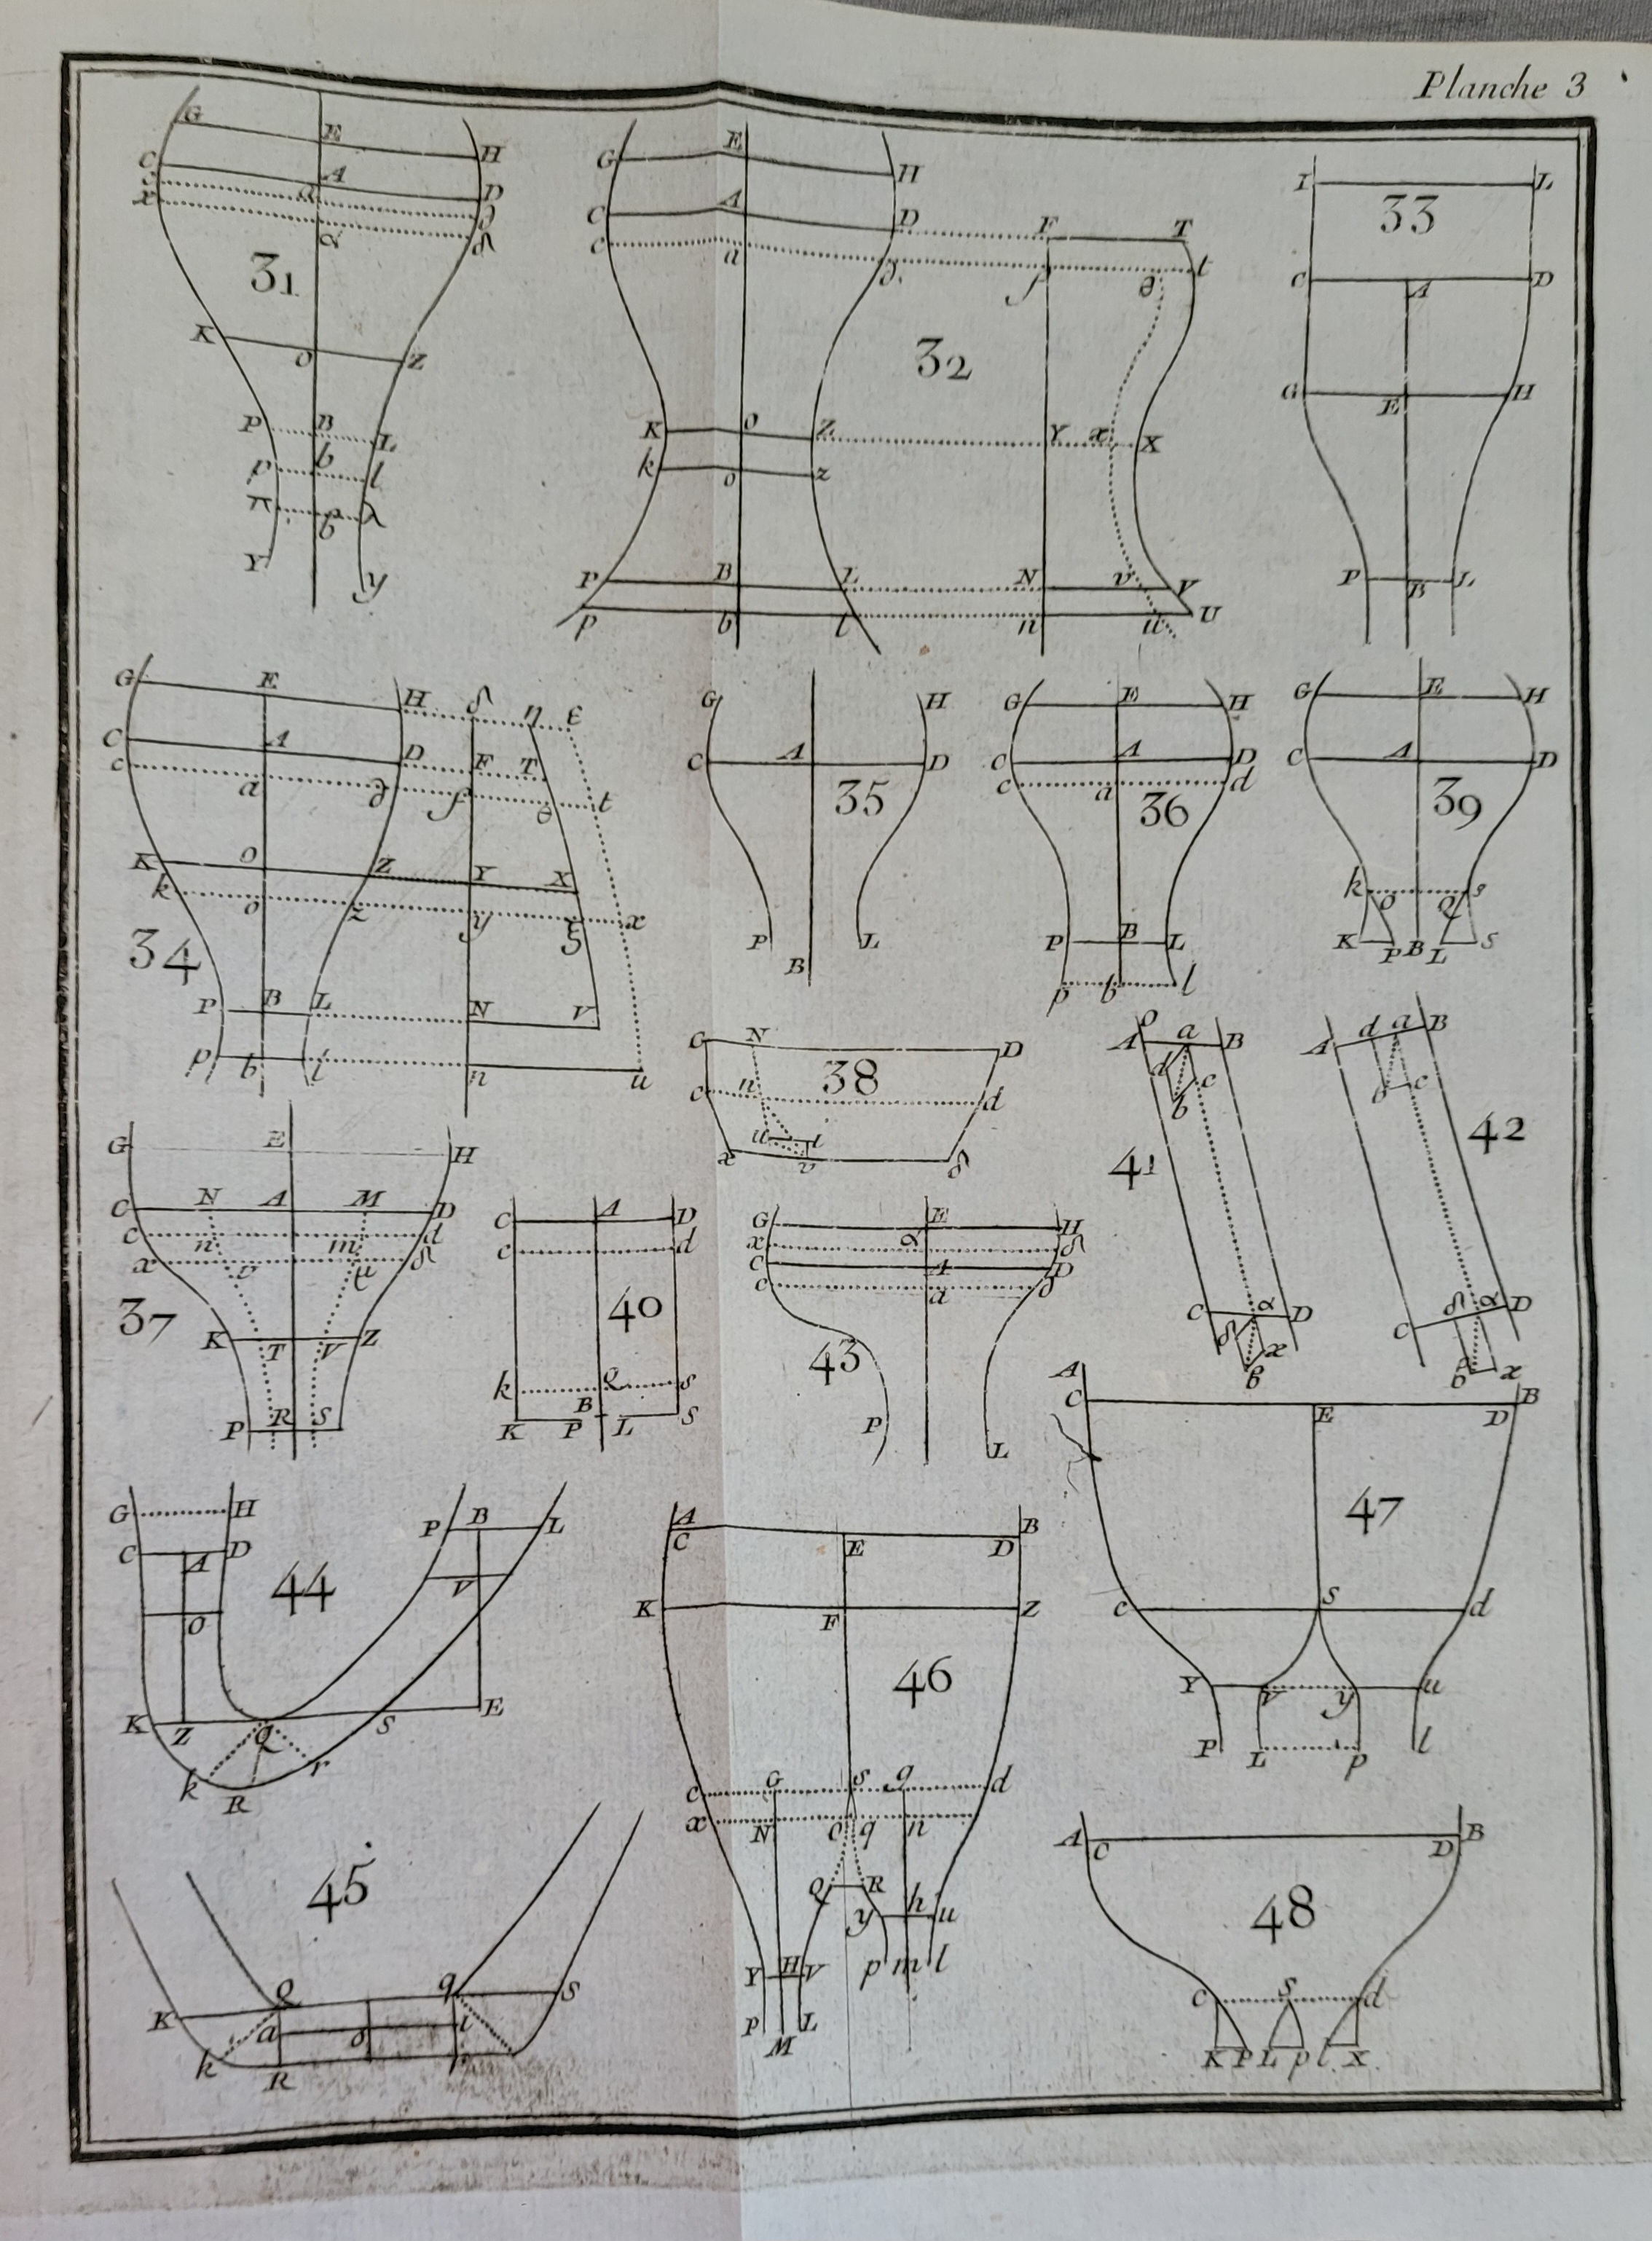 Planche 3
G E H
C A D
K O Z
P B L
p b l
Y y
31
G E H
C A D F T
c a f t
K O Z Y X
k o z
P B L N V
p b l n u U
32
I L
33
C A D
G E H
P B L
G E H
C A D F T
c a f t
K O Z Y X
k o z y x
34
P B L N V
p b l n u
G H
C A D
35
P L
B
G E H
C A D
c a d
36
P B L
p b l
G E H
C A D
39
k Q s
K P B L S
C N D
38
c n d
u
A a B
d c
b
41
C D
A d a B
b c
42
C D
G E H
C N A M D
c n m d
37
K T V Z
P R S
C A D
c d
40
k Q s
K P B L S
G E H
C A D
c a
43
P L
A B
C E D
47
c S d
Y V y u
P L p l
G H
C A D
P B L
44
O V
K Z Q S E
k R r
A B
C E D
K F Z
46
c G S g d
N q n
Q R
y h u
Y H V p m l
P M L
45
K Q q S
a
k R
A B
C D
48
c S d
K P L p l X